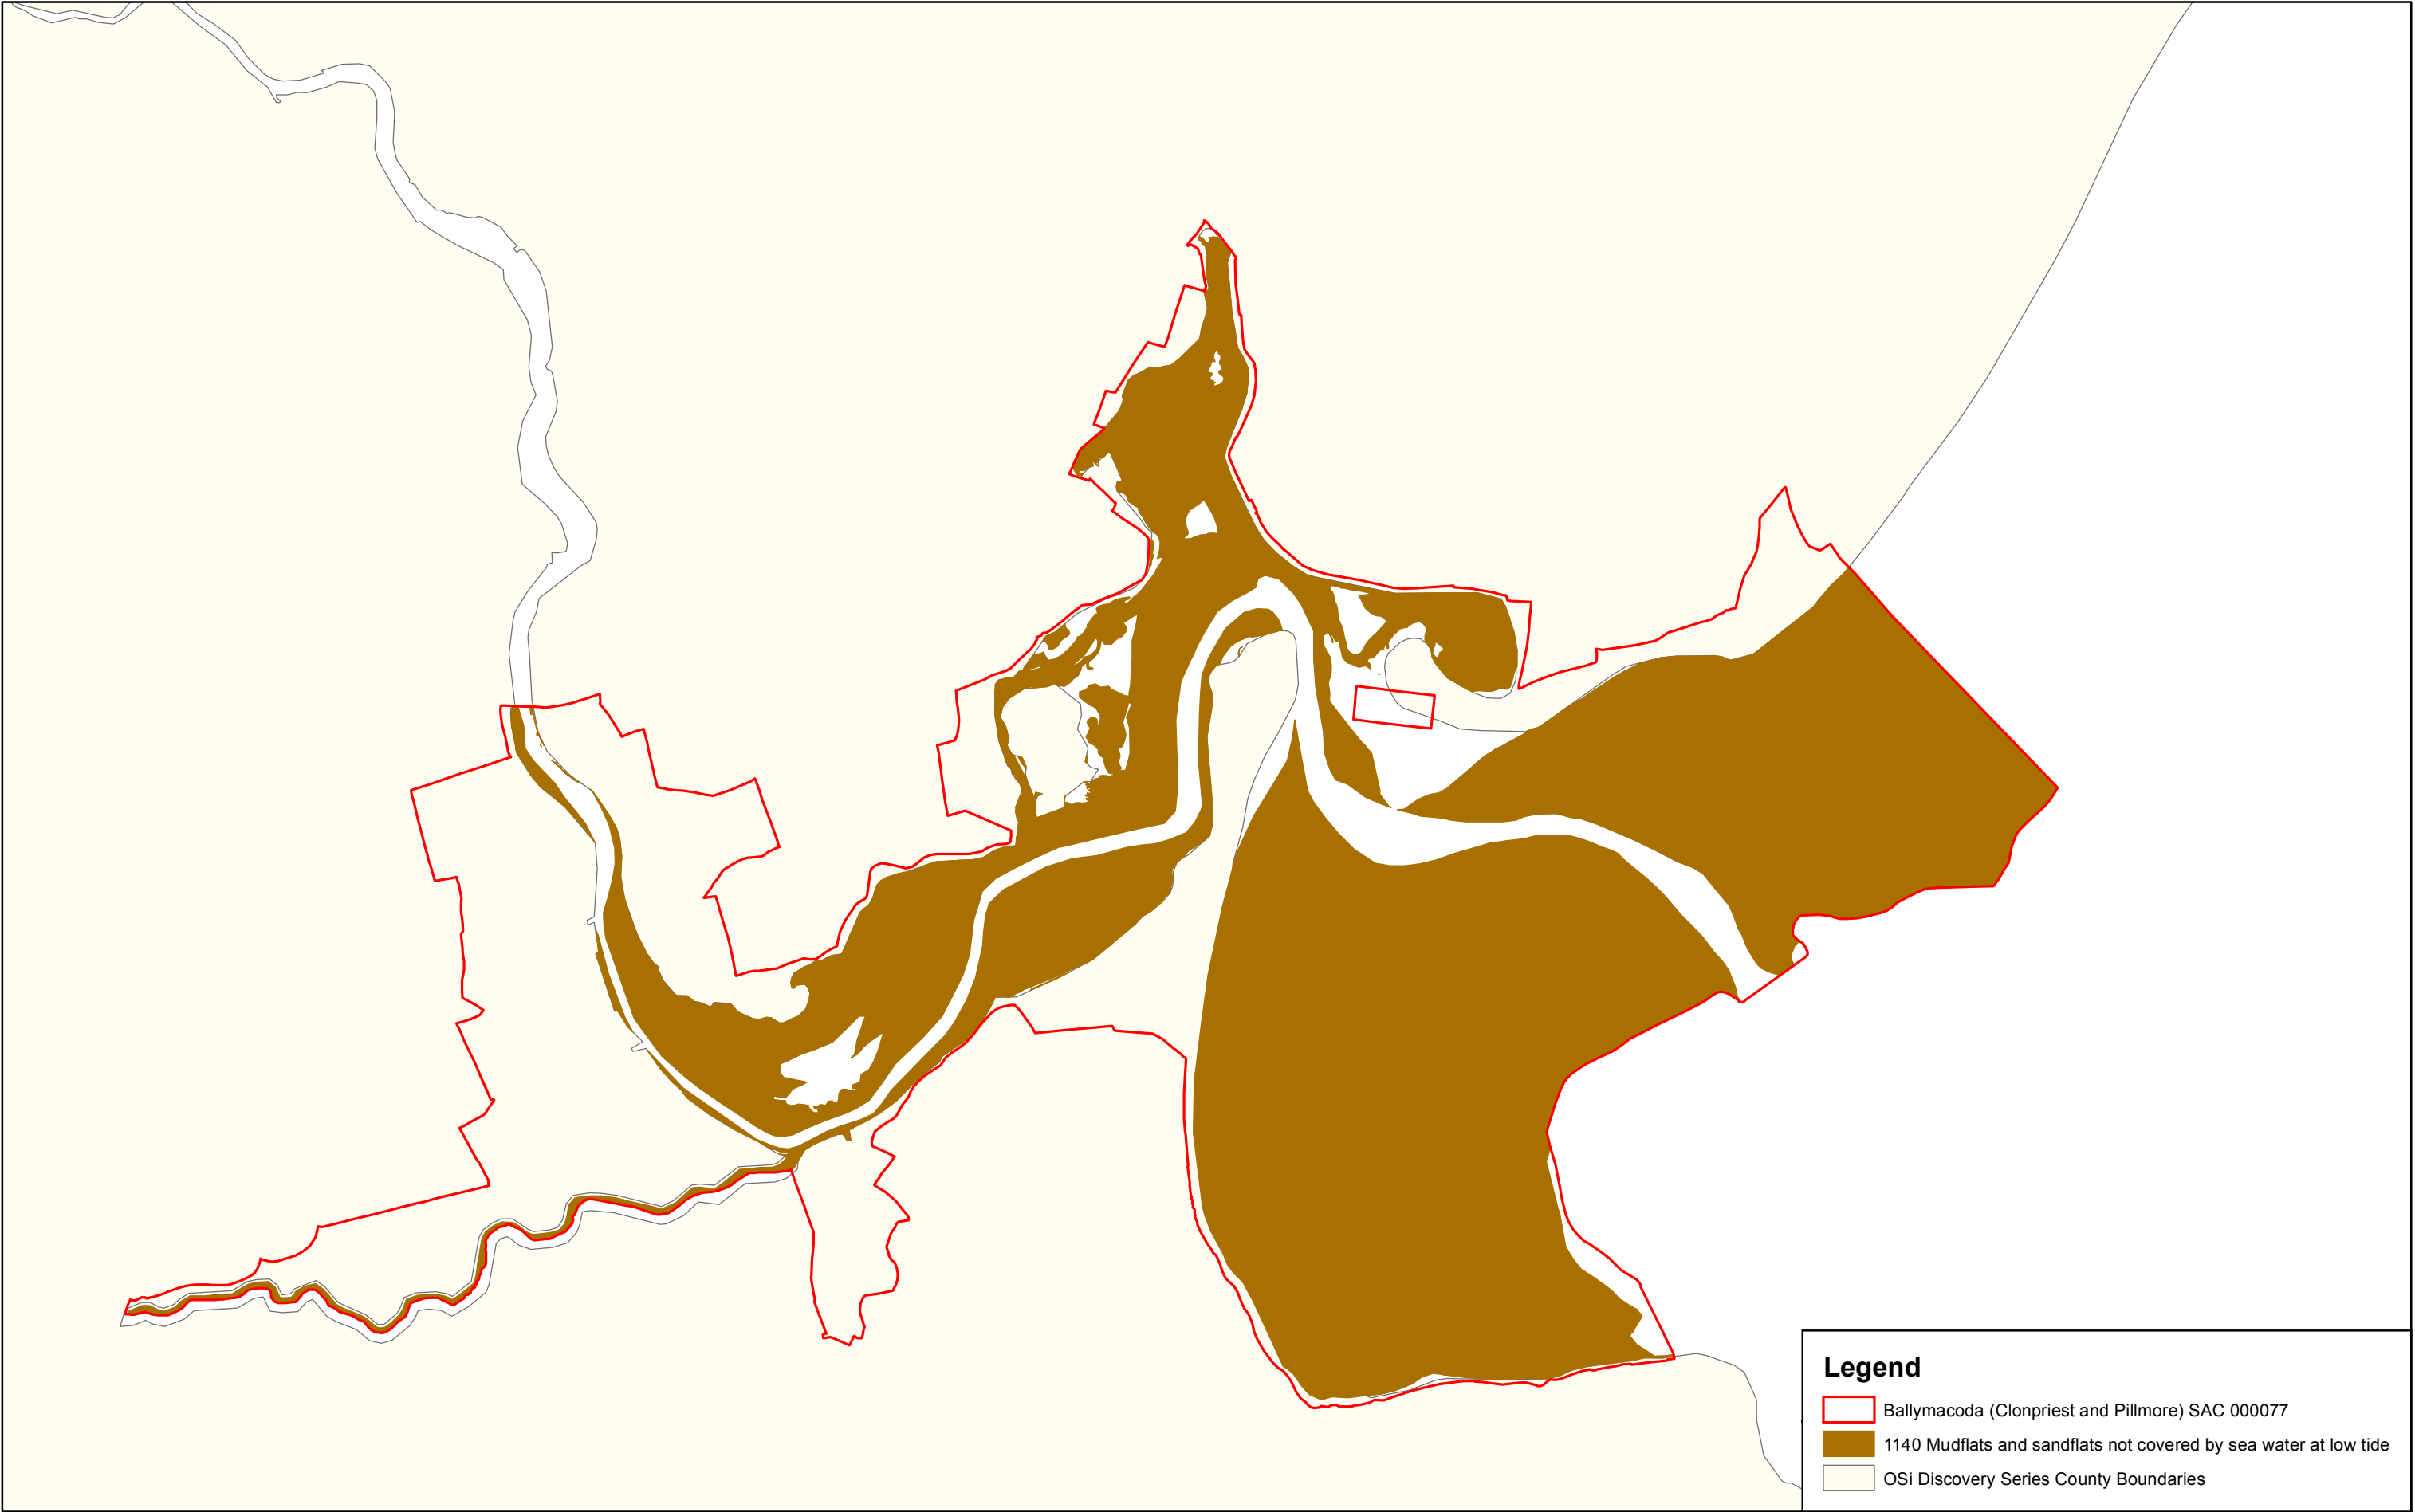 Legend
Ballymacoda (Clonpriest and Pillmore) SAC 000077
1140 Mudflats and sandflats not covered by sea water at low tide
OSi Discovery Series County Boundaries